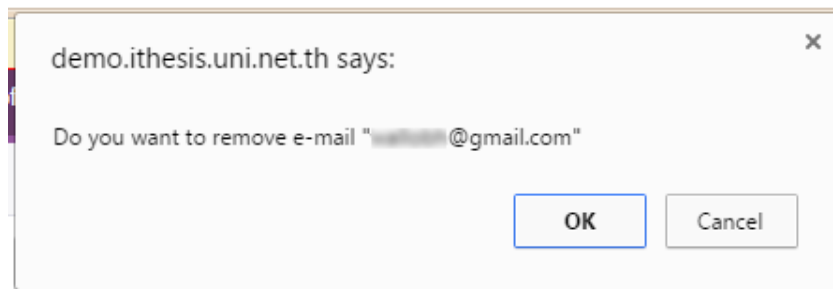 demo.ithesis.uni.net.th says:
Do you want to remove e-mail "@gmail.com"
OK Cancel